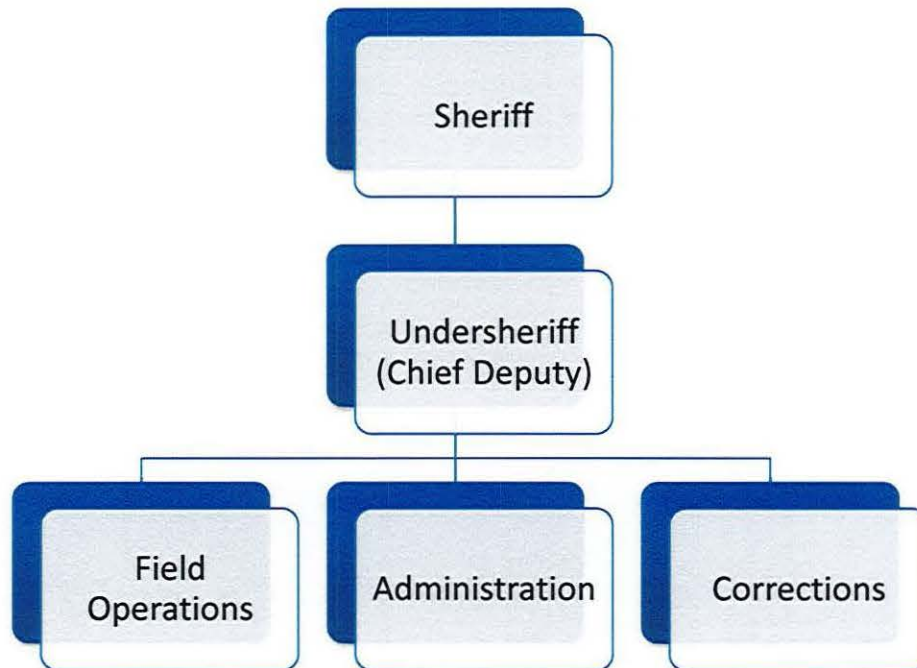 Sheriff
Undersheriff
(Chief Deputy)
Field
Operations
Administration
Corrections